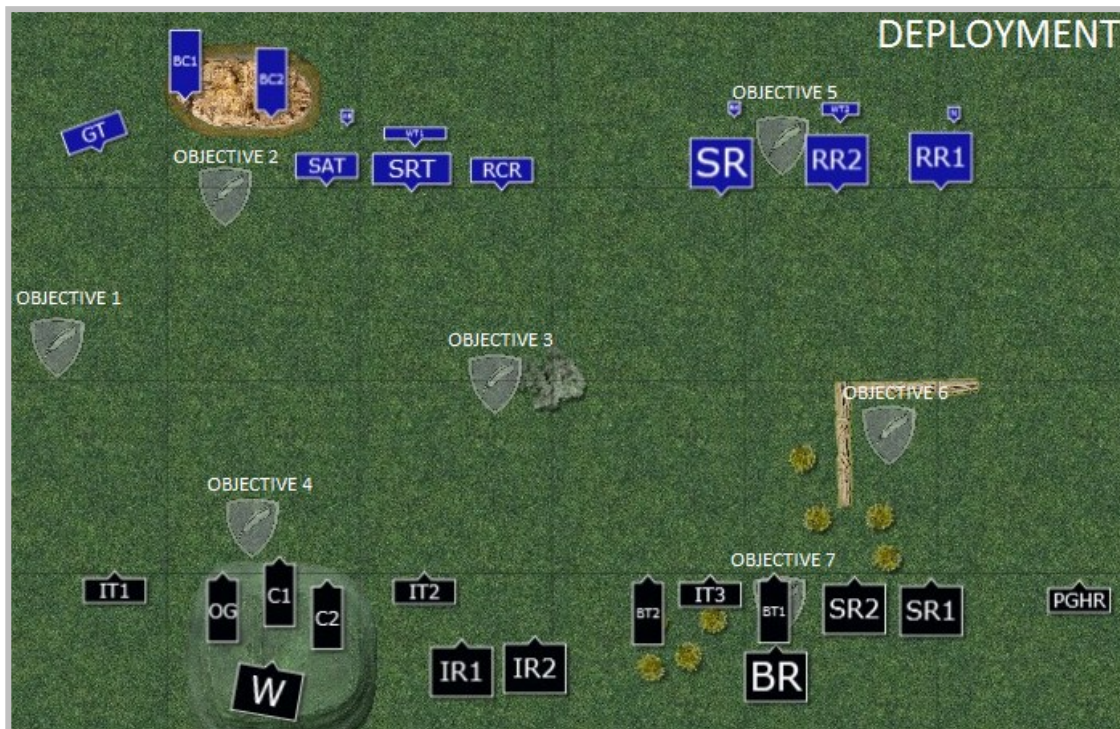 DEPLOYMENT
BC1
BC2
GT
OBJECTIVE 2
SAT
WT1
SRT
RCR
OBJECTIVE 5
SR
WT2
RR2
RR1
OBJECTIVE 1
OBJECTIVE 3
OBJECTIVE 6
OBJECTIVE 4
OBJECTIVE 7
IT1
OG
C1
C2
IT2
BT2
IT3
BT1
SR2
SR1
PGHR
W
IR1
IR2
BR